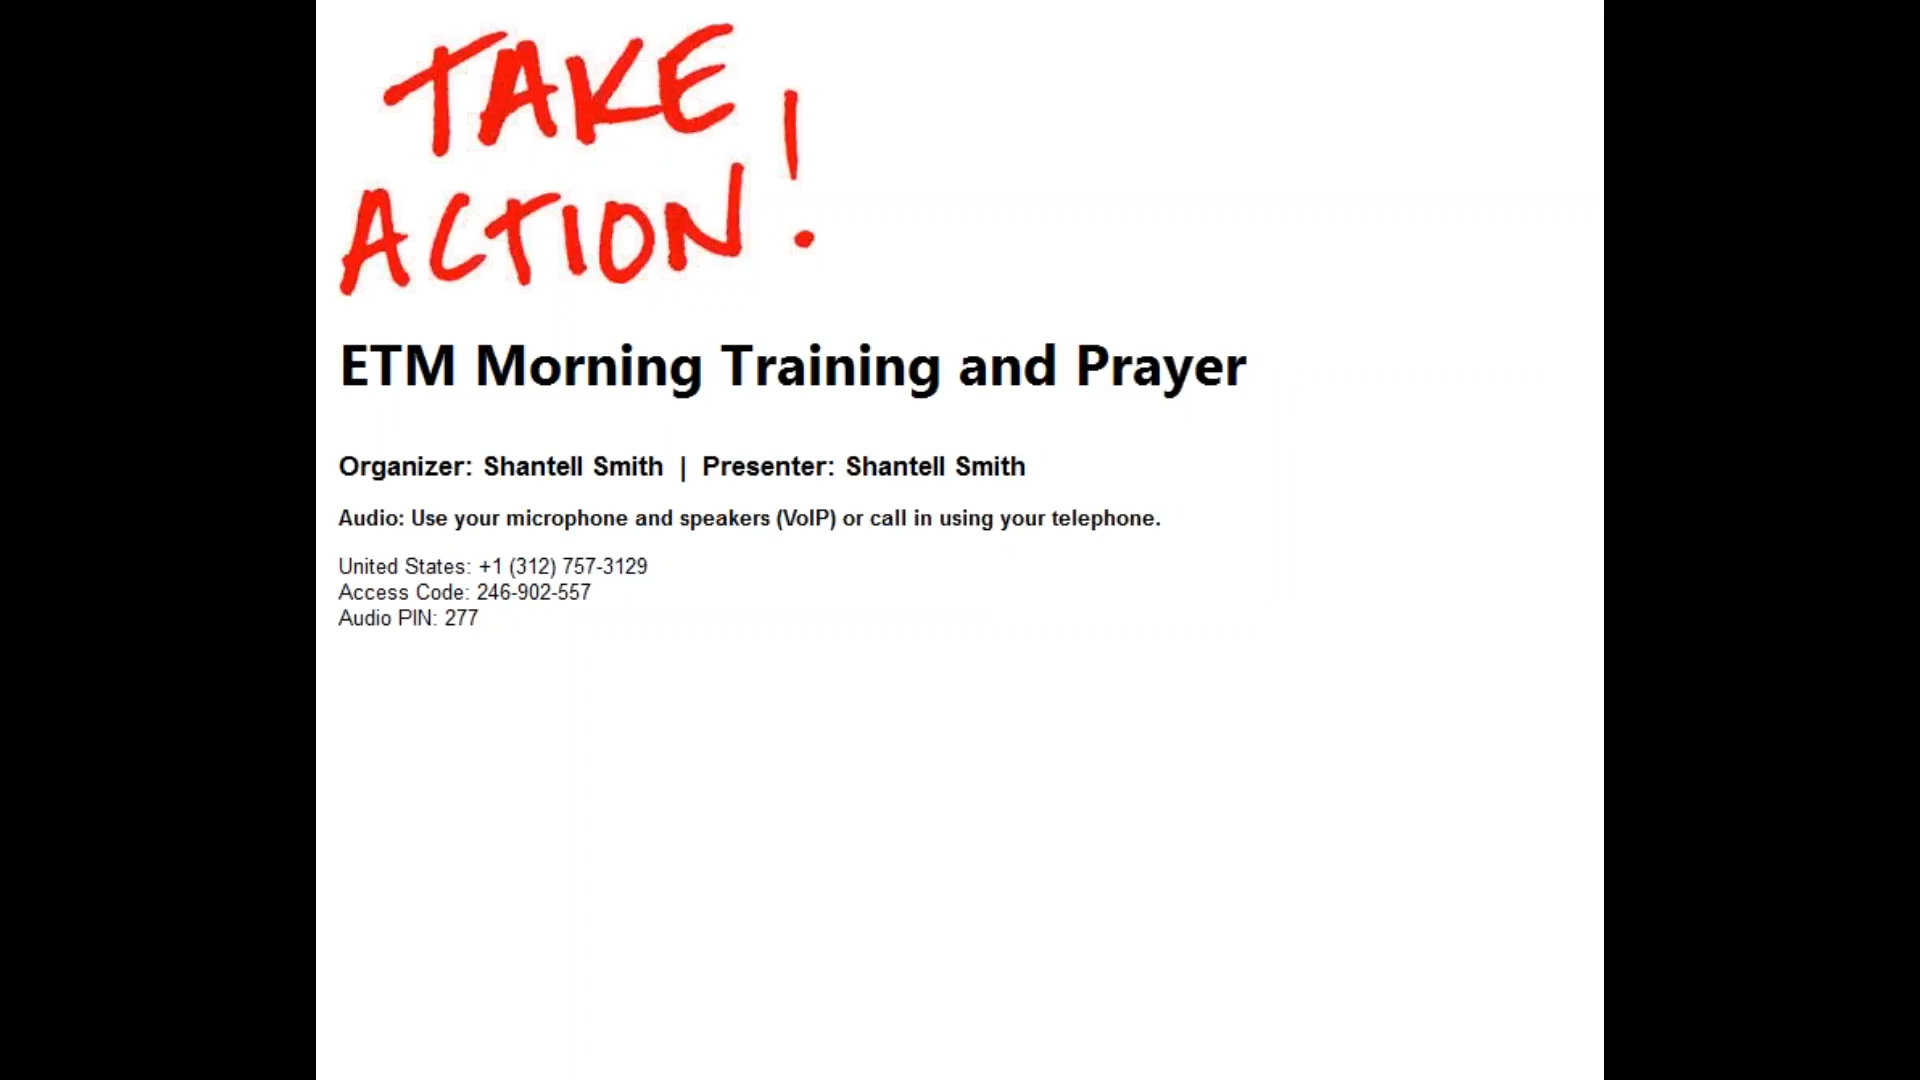 TAKE
ACTION!
ETM Morning Training and Prayer
Organizer: Shantell Smith | Presenter: Shantell Smith
Audio: Use your microphone and speakers (VoIP) or call in using your telephone.
United States: +1 (312) 757-3129
Access Code: 246-902-557
Audio PIN: 277